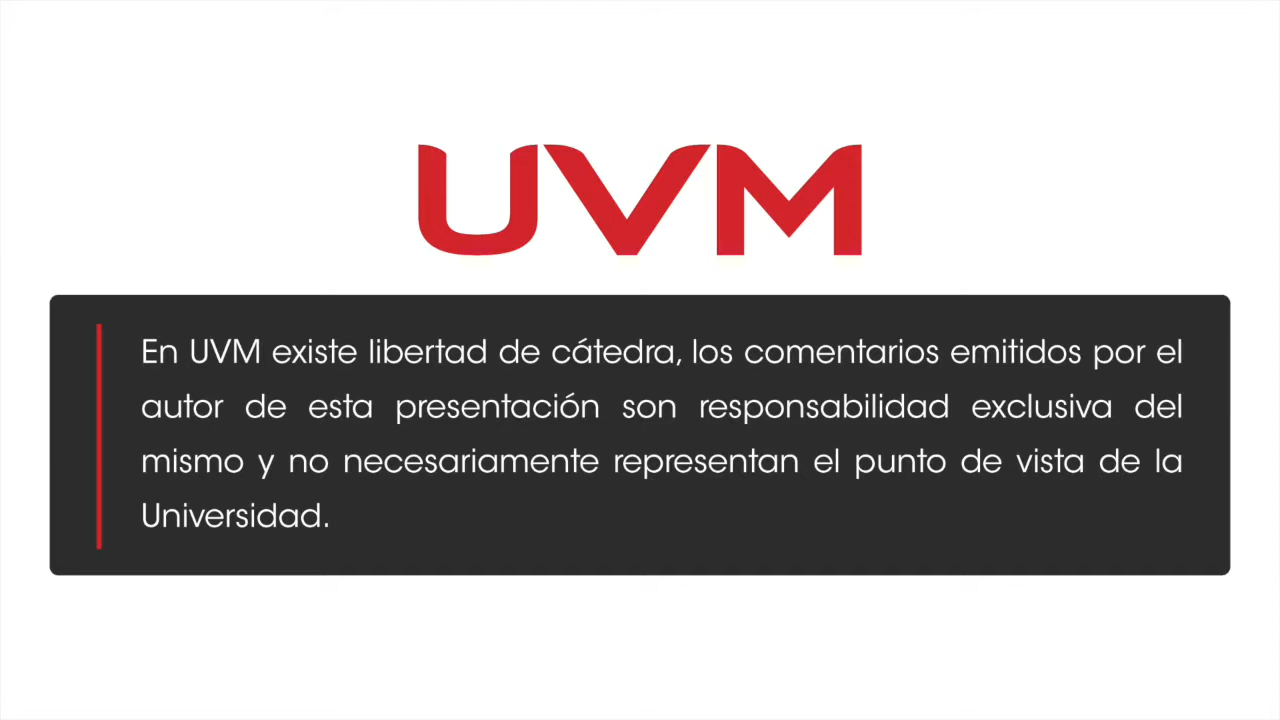 UVM
En UVM existe libertad de cátedra, los comentarios emitidos por el
autor de esta presentación son responsabilidad exclusiva del
mismo y no necesariamente representan el punto de vista de la
Universidad.